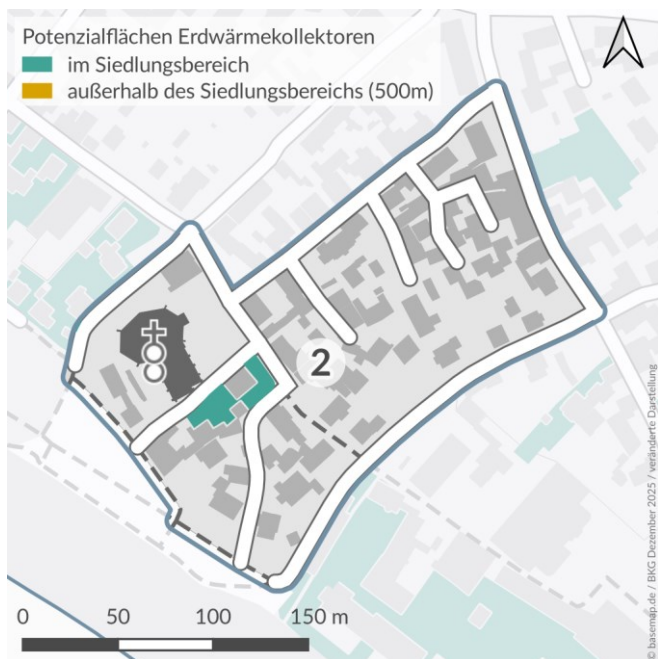 Potenzialflächen Erdwärmekollektoren
im Siedlungsbereich
außerhalb des Siedlungsbereichs (500m)
2
0 50 100 150 m
© basemap.de / BKG Dezember 2025 / veränderte Darstellung